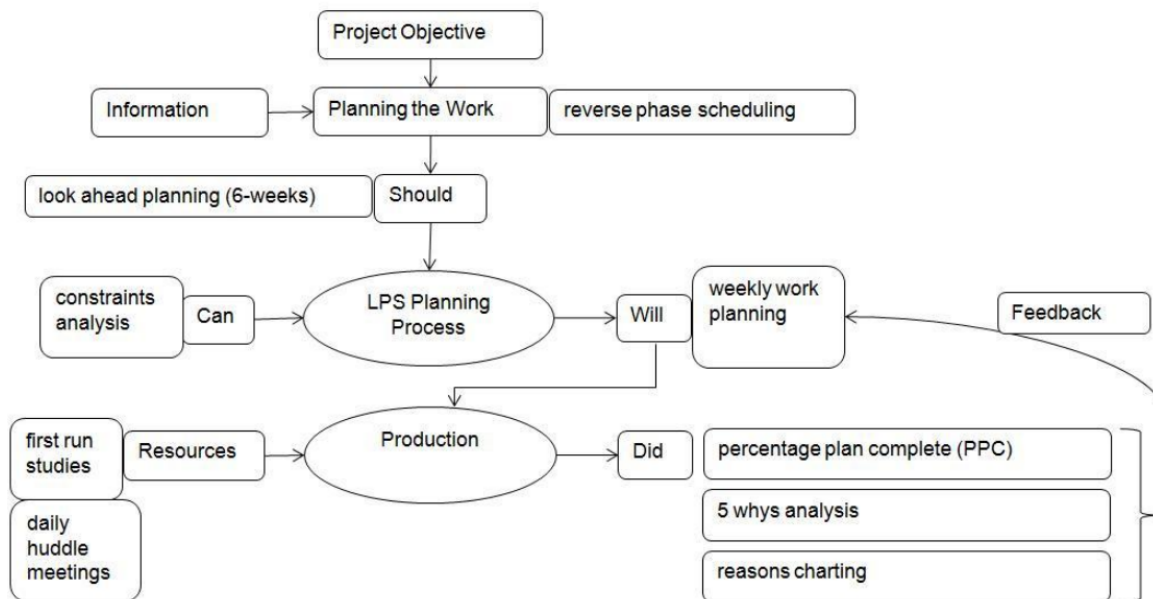 Project Objective
Information
Planning the Work
reverse phase scheduling
look ahead planning (6-weeks)
Should
constraints
analysis
Can
LPS Planning
Process
Will
weekly work
planning
Feedback
first run
studies
Resources
Production
Did
percentage plan complete (PPC)
5 whys analysis
reasons charting
daily
huddle
meetings